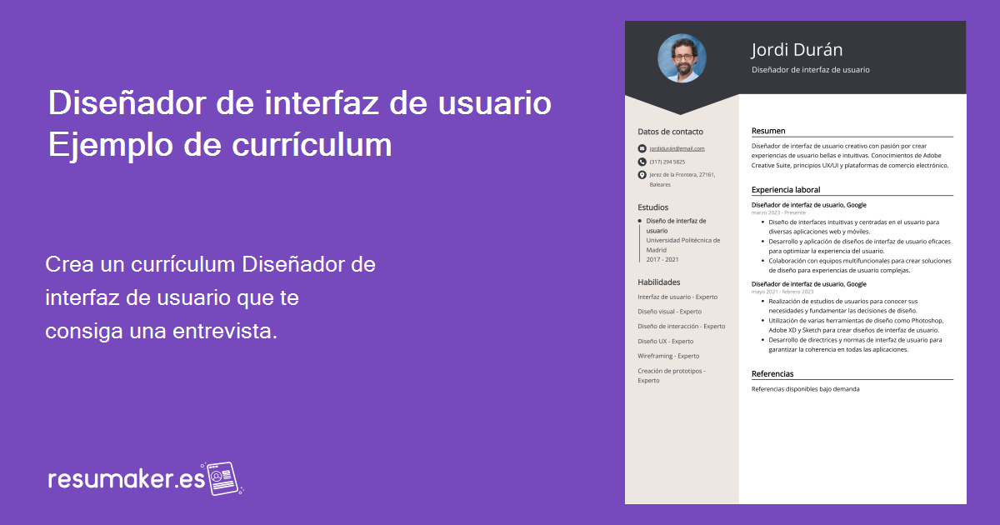 Diseñador de interfaz de usuario
Ejemplo de currículum
Crea un currículum Diseñador de
interfaz de usuario que te
consiga una entrevista.
resumaker.es
Jordi Durán
Diseñador de interfaz de usuario
Datos de contacto
jordidurán@gmail.com
(317) 294 5825
Jerez de la Frontera, 27161,
Baleares
Estudios
Diseño de interfaz de
usuario
Universidad Politécnica de
Madrid
2017 - 2021
Habilidades
Interfaz de usuario - Experto
Diseño visual - Experto
Diseño de interacción - Experto
Diseño UX - Experto
Wireframing - Experto
Creación de prototipos -
Experto
Resumen
Diseñador de interfaz de usuario creativo con pasión por crear
experiencias de usuario bellas e intuitivas. Conocimientos de Adobe
Creative Suite, principios UX/UI y plataformas de comercio electrónico.
Experiencia laboral
Diseñador de interfaz de usuario, Google
marzo 2023 - Presente
• Diseño de interfaces intuitivas y centradas en el usuario para
diversas aplicaciones web y móviles.
• Desarrollo y aplicación de diseños de interfaz de usuario eficaces
para optimizar la experiencia del usuario.
• Colaboración con equipos multifuncionales para crear soluciones
de diseño para experiencias de usuario complejas.
Diseñador de interfaz de usuario, Google
mayo 2021 - febrero 2023
• Realización de estudios de usuarios para conocer sus
necesidades y fundamentar las decisiones de diseño.
• Utilización de varias herramientas de diseño como Photoshop,
Adobe XD y Sketch para crear diseños de interfaz de usuario.
• Desarrollo de directrices y normas de interfaz de usuario para
garantizar la coherencia en todas las aplicaciones.
Referencias
Referencias disponibles bajo demanda